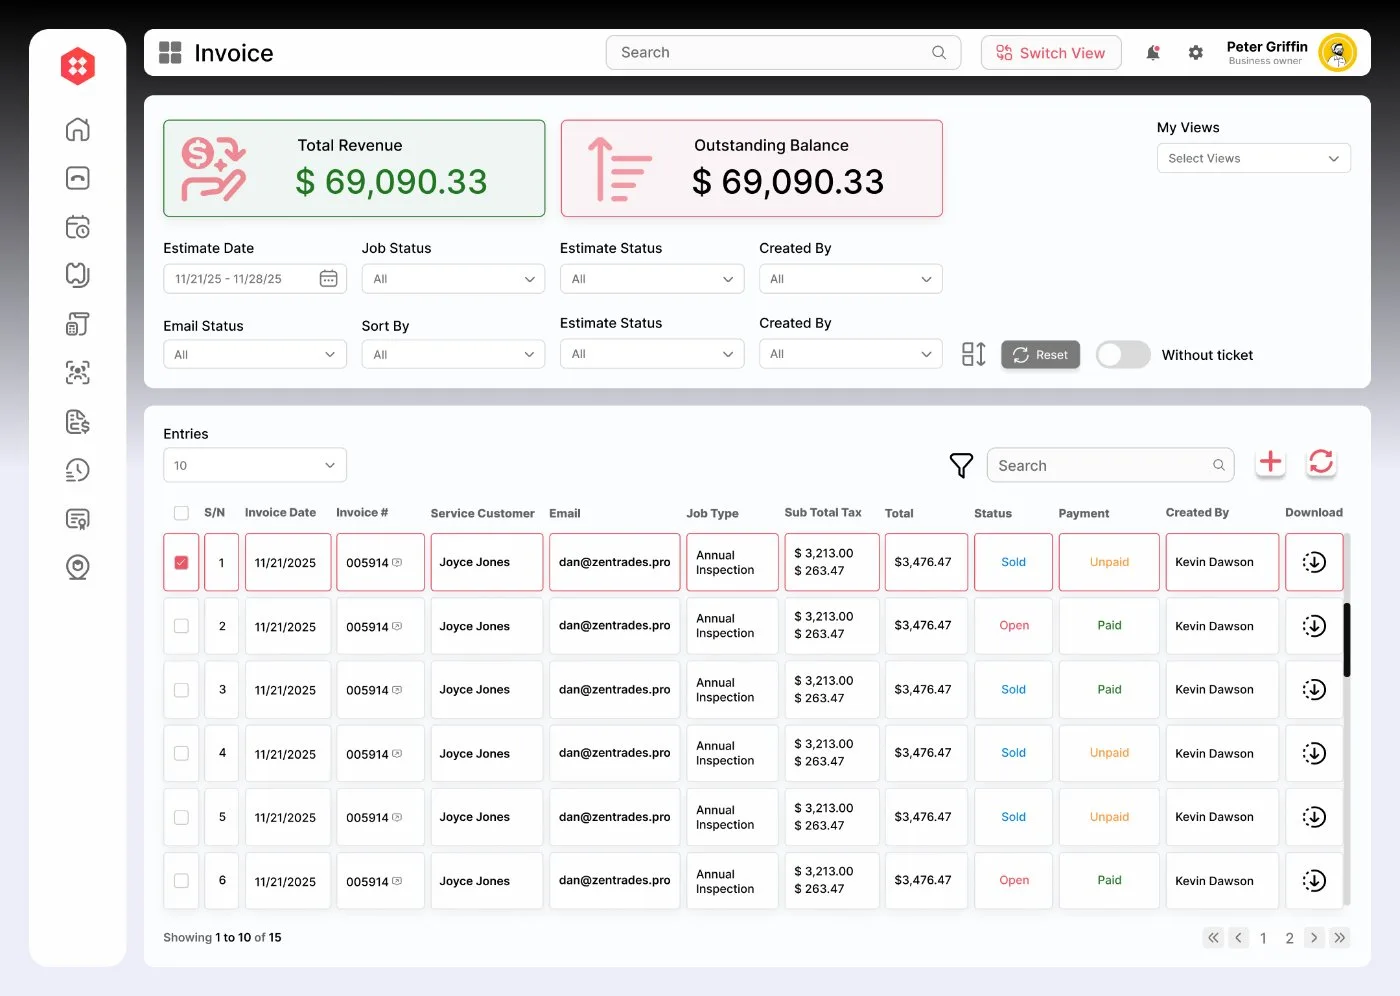 Invoice
Search
Switch View
Peter Griffin
Business owner
Total Revenue
$ 69,090.33
Outstanding Balance
$ 69,090.33
My Views
Select Views
Estimate Date
Job Status
Estimate Status
Created By
11/21/25 - 11/28/25
All
All
All
Email Status
Sort By
Estimate Status
Created By
All
All
All
All
Reset
Without ticket
Entries
10
Search
S/N Invoice Date Invoice # Service Customer Email Job Type Sub Total Tax Total Status Payment Created By Download
1 11/21/2025 005914 Joyce Jones dan@zentrades.pro Annual Inspection $ 3,213.00 $ 263.47 $3,476.47 Sold Unpaid Kevin Dawson
2 11/21/2025 005914 Joyce Jones dan@zentrades.pro Annual Inspection $ 3,213.00 $ 263.47 $3,476.47 Open Paid Kevin Dawson
3 11/21/2025 005914 Joyce Jones dan@zentrades.pro Annual Inspection $ 3,213.00 $ 263.47 $3,476.47 Sold Paid Kevin Dawson
4 11/21/2025 005914 Joyce Jones dan@zentrades.pro Annual Inspection $ 3,213.00 $ 263.47 $3,476.47 Sold Unpaid Kevin Dawson
5 11/21/2025 005914 Joyce Jones dan@zentrades.pro Annual Inspection $ 3,213.00 $ 263.47 $3,476.47 Sold Unpaid Kevin Dawson
6 11/21/2025 005914 Joyce Jones dan@zentrades.pro Annual Inspection $ 3,213.00 $ 263.47 $3,476.47 Open Paid Kevin Dawson
Showing 1 to 10 of 15
« ‹ 1 2 › »